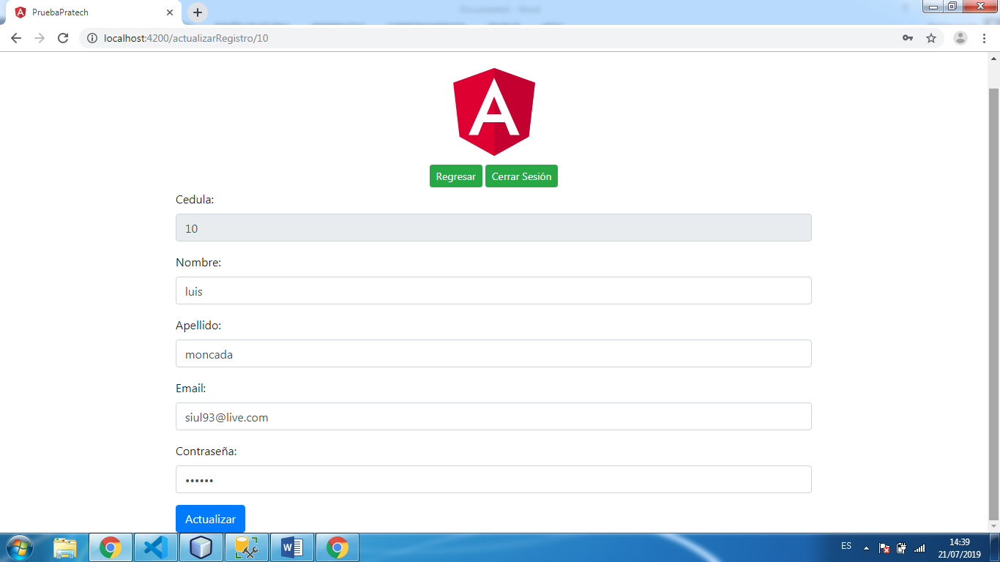 PruebaPratech
localhost:4200/actualizarRegistro/10
Regresar Cerrar Sesión
Cedula:
10
Nombre:
luis
Apellido:
moncada
Email:
siul93@live.com
Contraseña:
••••••
Actualizar
ES
14:39
21/07/2019